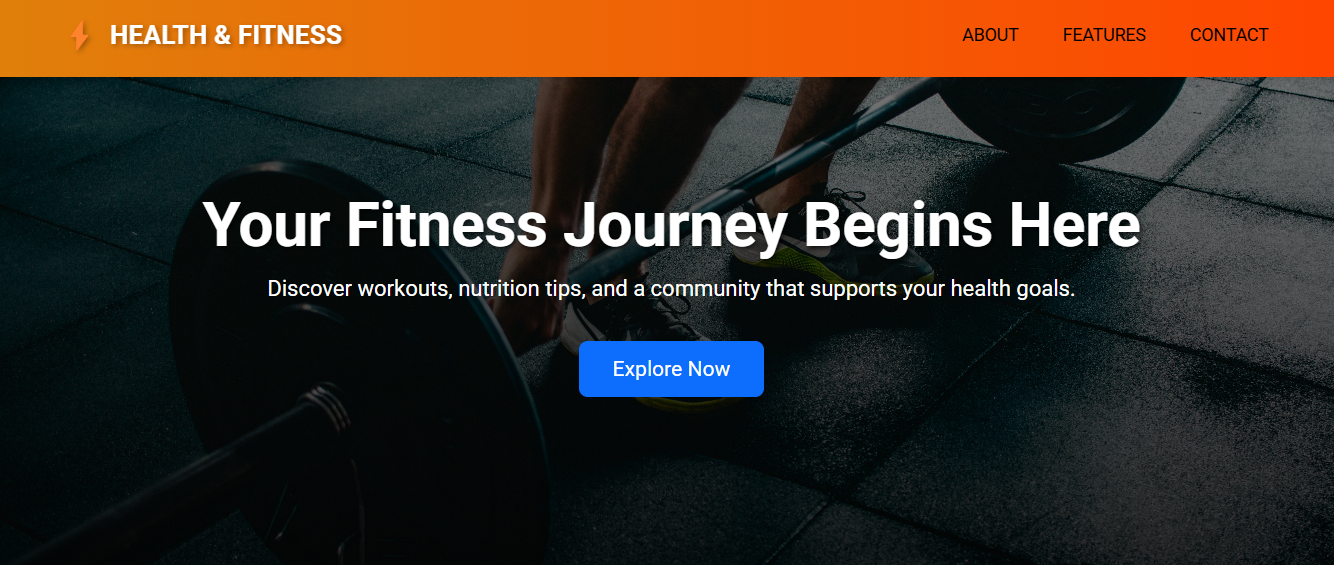 HEALTH & FITNESS
ABOUT FEATURES CONTACT
Your Fitness Journey Begins Here
Discover workouts, nutrition tips, and a community that supports your health goals.
Explore Now